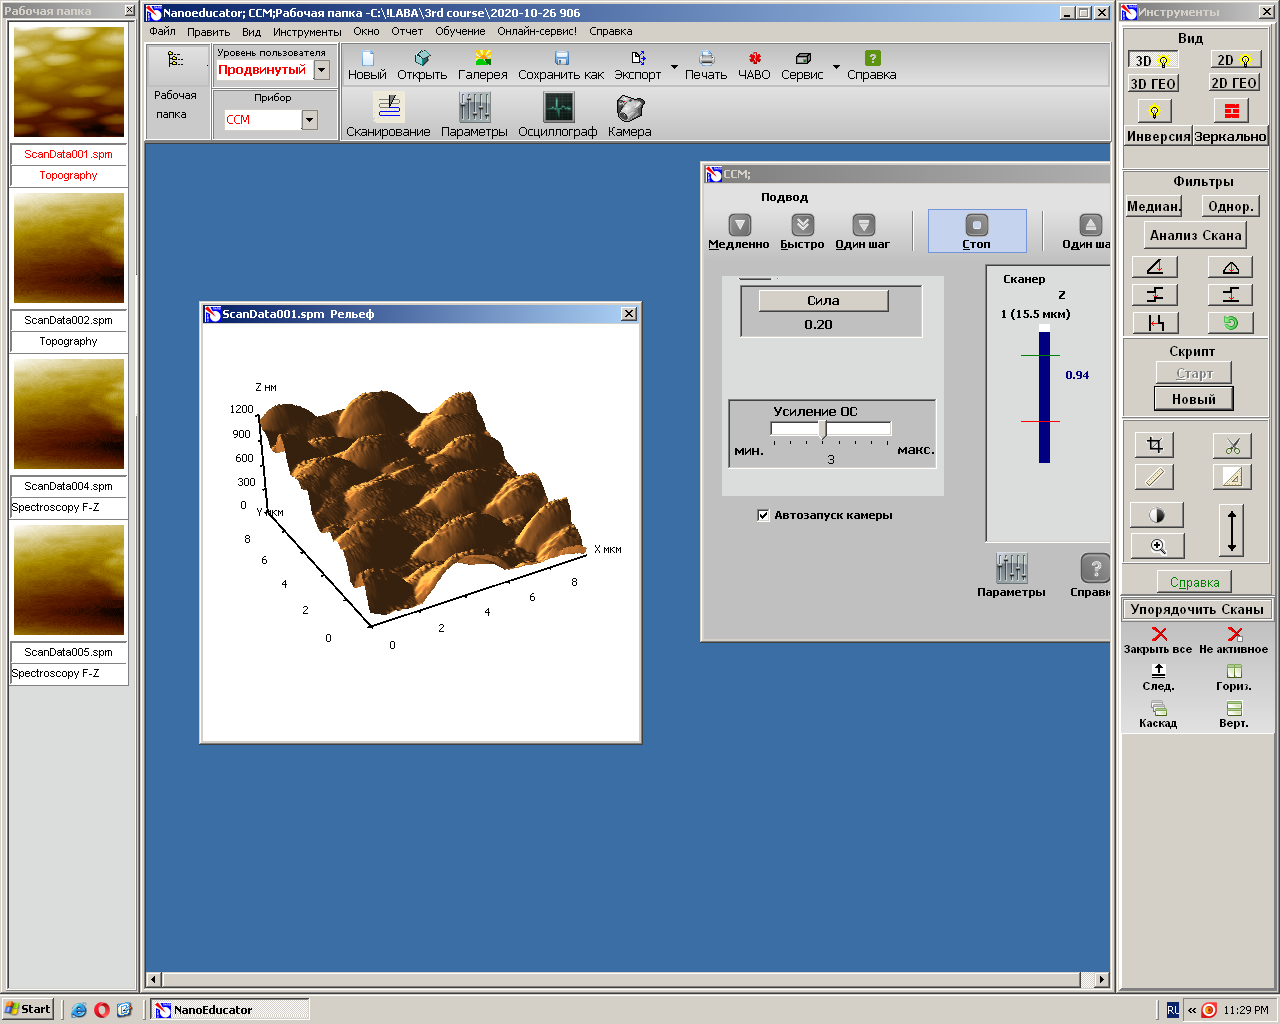 Рабочая папка
ScanData001.spm
Topography
ScanData002.spm
Topography
ScanData004.spm
Spectroscopy F-Z
ScanData005.spm
Spectroscopy F-Z
Nanoeducator; ССМ;Рабочая папка -C:\!LABA\3rd course\2020-10-26 906
Файл Править Вид Инструменты Окно Отчет Обучение Онлайн-сервис! Справка
Рабочая
папка
Уровень пользователя
Продвинутый
Прибор
ССМ
Новый Открыть Галерея Сохранить как Экспорт Печать ЧАВО Сервис Справка
Сканирование Параметры Осциллограф Камера
ScanData001.spm Рельеф
Z нм
1200
900
600
300
0
Y мкм
8
6
4
2
0
X мкм
8
6
4
2
0
ССМ;
Подвод
Медленно Быстро Один шаг Стоп Один ша
Сила
0.20
Усиление ОС
мин. макс.
3
Автозапуск камеры
Сканер
Z
1 (15.5 мкм)
0.94
Параметры Справк
Инструменты
Вид
3D 2D
3D ГЕО 2D ГЕО
Инверсия Зеркально
Фильтры
Медиан. Однор.
Анализ Скана
Скрипт
Старт
Новый
Справка
Упорядочить Сканы
Закрыть все Не активное
След. Гориз.
Каскад Верт.
Start NanoEducator RU « 11:29 PM